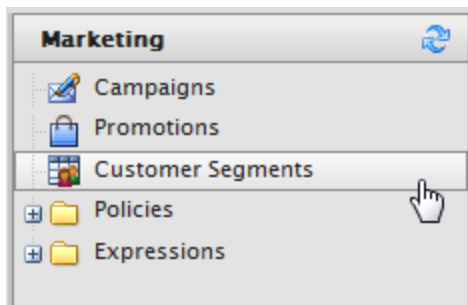 Marketing
Campaigns
Promotions
Customer Segments
Policies
Expressions